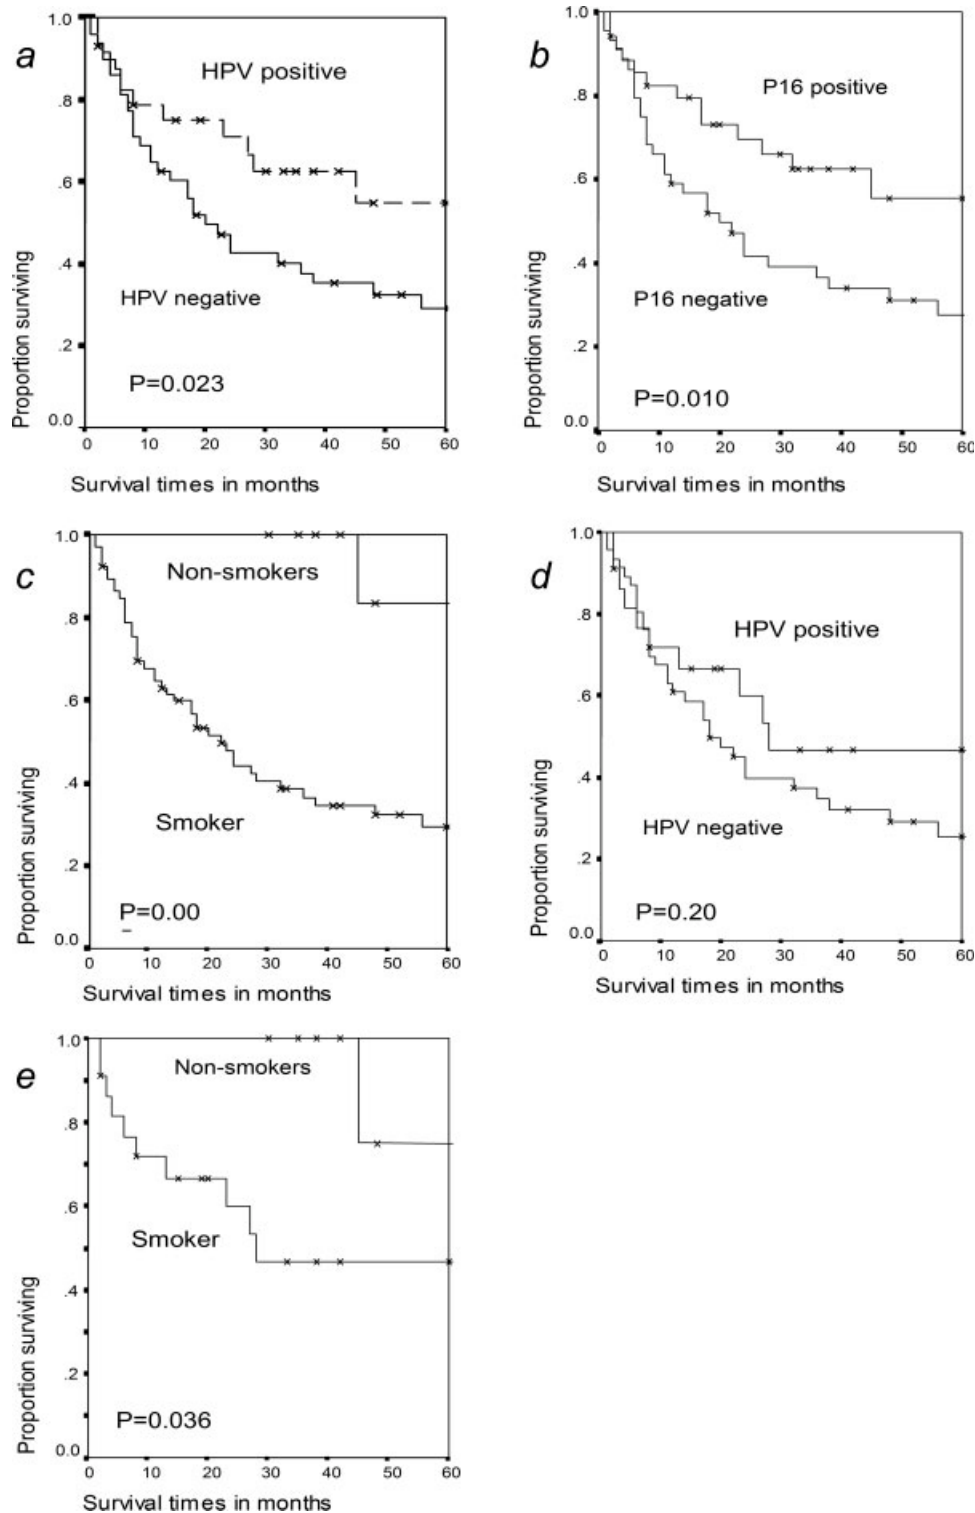 a
1.0
.8
.6
.4
.2
0.0
HPV positive
HPV negative
P=0.023
Proportion surviving
0 10 20 30 40 50 60
Survival times in months
b
1.0
.8
.6
.4
.2
0.0
P16 positive
P16 negative
P=0.010
Proportion surviving
0 10 20 30 40 50 60
Survival times in months
c
1.0
.8
.6
.4
.2
0.0
Non-smokers
Smoker
P=0.00
Proportion surviving
0 10 20 30 40 50 60
Survival times in months
d
1.0
.8
.6
.4
.2
0.0
HPV positive
HPV negative
P=0.20
Proportion surviving
0 10 20 30 40 50 60
Survival times in months
e
1.0
.8
.6
.4
.2
0.0
Non-smokers
Smoker
P=0.036
Proportion surviving
0 10 20 30 40 50 60
Survival times in months